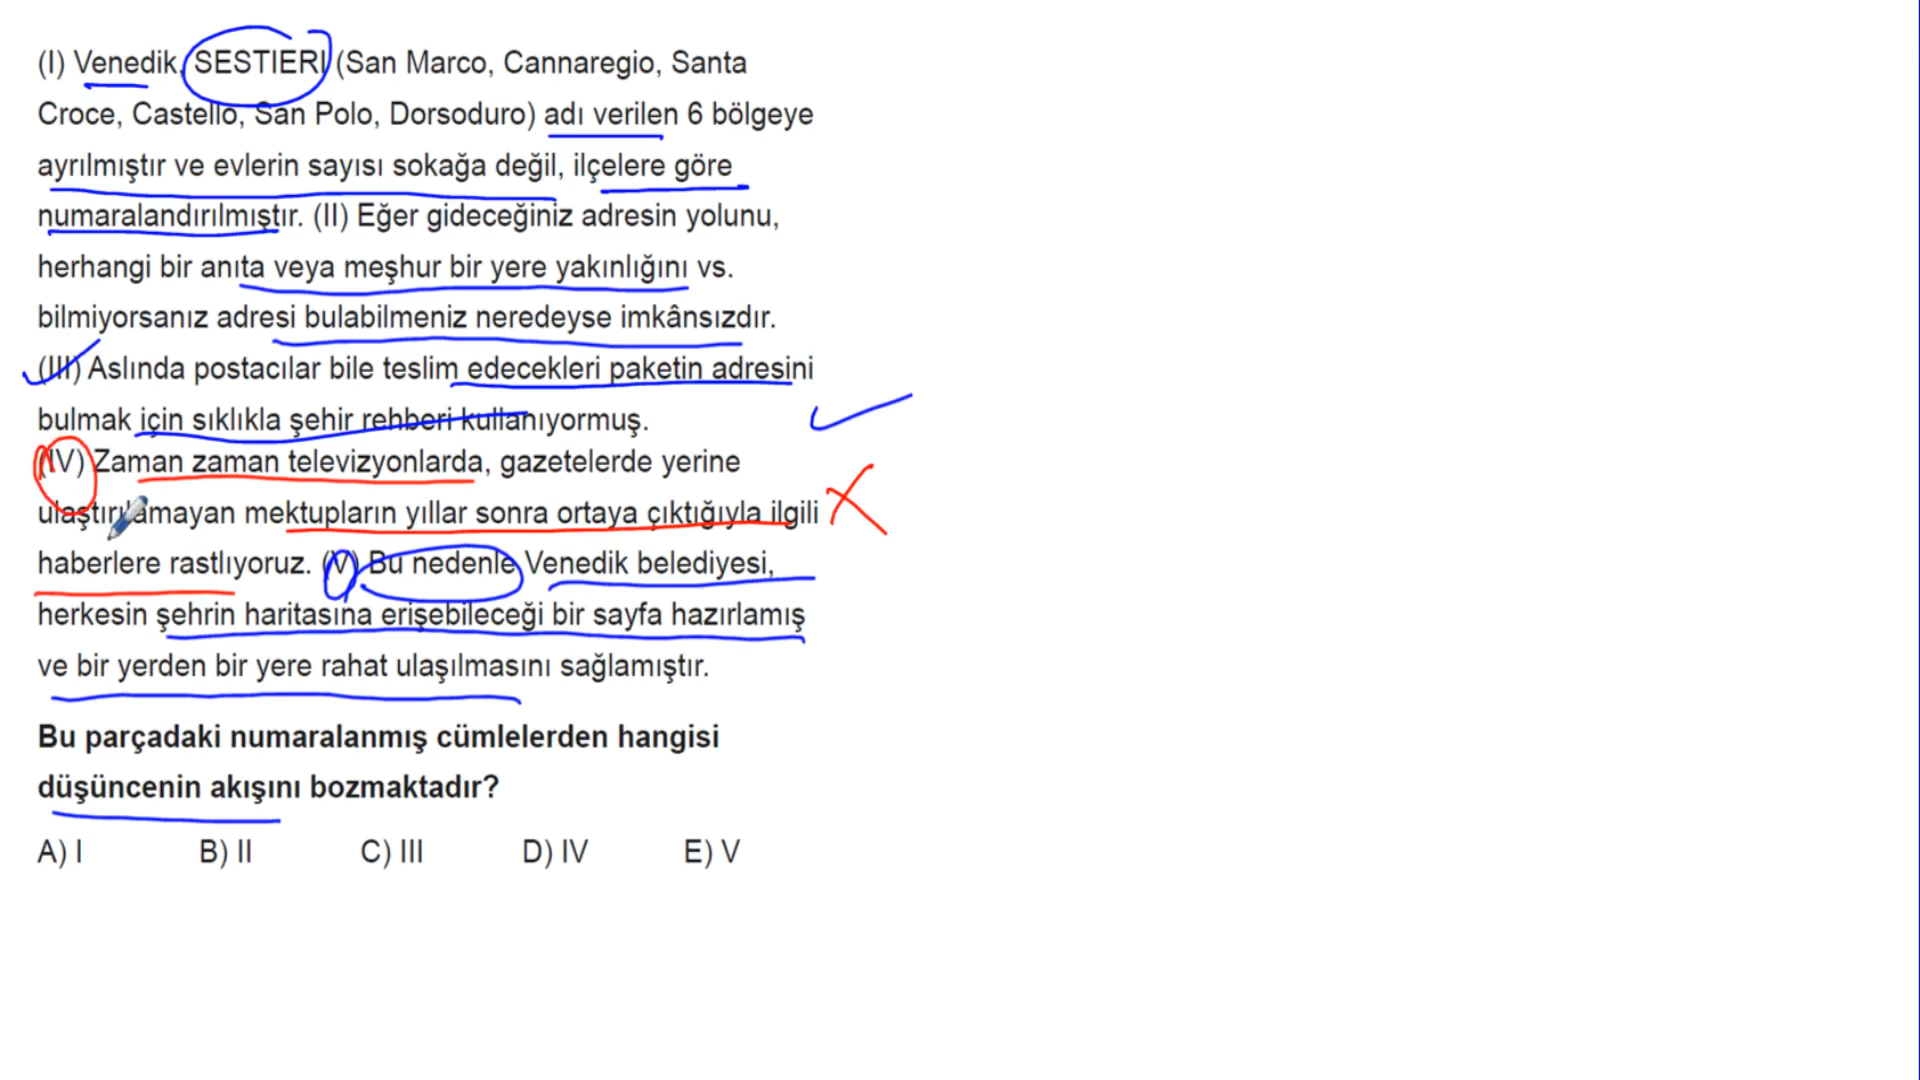 (I) Venedik, SESTIERI (San Marco, Cannaregio, Santa
Croce, Castello, San Polo, Dorsoduro) adı verilen 6 bölgeye
ayrılmıştır ve evlerin sayısı sokağa değil, ilçelere göre
numaralandırılmıştır. (II) Eğer gideceğiniz adresin yolunu,
herhangi bir anıta veya meşhur bir yere yakınlığını vs.
bilmiyorsanız adresi bulabilmeniz neredeyse imkânsızdır.
(III) Aslında postacılar bile teslim edecekleri paketin adresini
bulmak için sıklıkla şehir rehberi kullanıyormuş.
(IV) Zaman zaman televizyonlarda, gazetelerde yerine
ulaştırılamayan mektupların yıllar sonra ortaya çıktığıyla ilgili
haberlere rastlıyoruz. (V) Bu nedenle Venedik belediyesi,
herkesin şehrin haritasına erişebileceği bir sayfa hazırlamış
ve bir yerden bir yere rahat ulaşılmasını sağlamıştır.
Bu parçadaki numaralanmış cümlelerden hangisi
düşüncenin akışını bozmaktadır?
A) I B) II C) III D) IV E) V